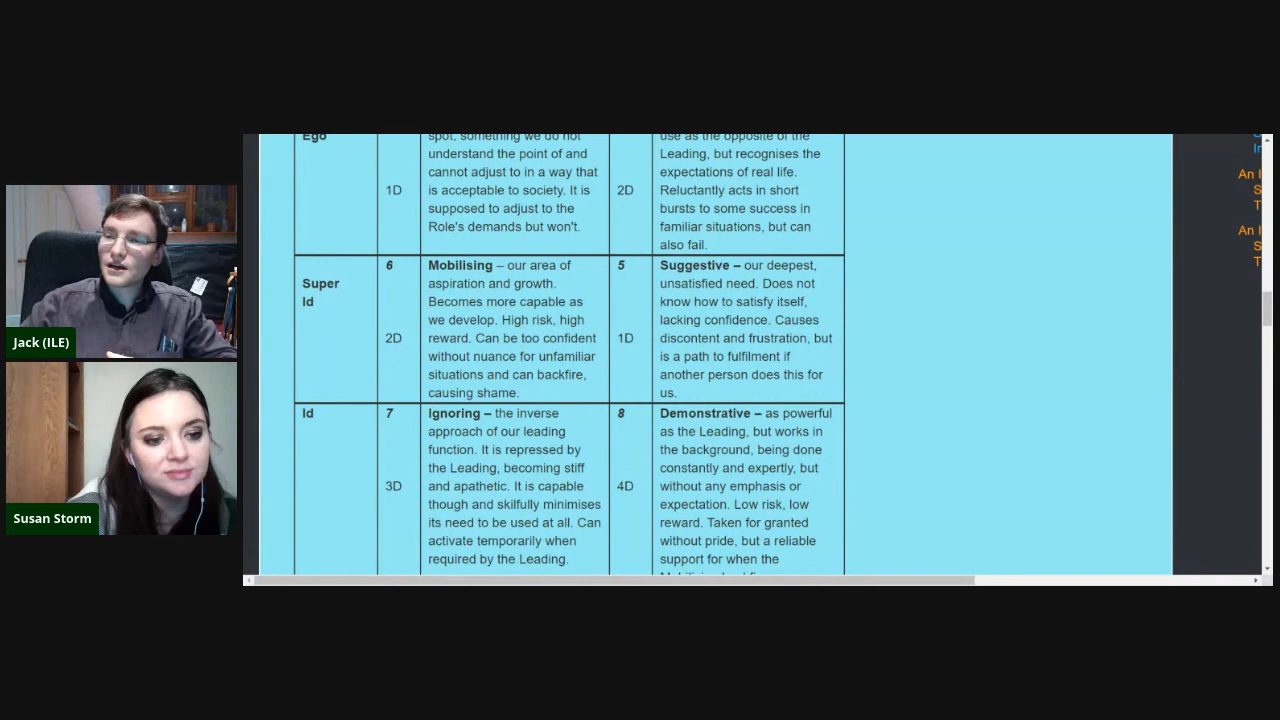 Ego
spot, something we do not
understand the point of and
cannot adjust to in a way that
1D
is acceptable to society. It is
supposed to adjust to the
Role's demands but won't.
use as the opposite of the
Leading, but recognises the
expectations of real life.
2D
Reluctantly acts in short
bursts to some success in
familiar situations, but can
also fail.
Super
Id
6
Mobilising – our area of
aspiration and growth.
Becomes more capable as
we develop. High risk, high
2D
reward. Can be too confident
without nuance for unfamiliar
situations and can backfire,
causing shame.
5
Suggestive – our deepest,
unsatisfied need. Does not
know how to satisfy itself,
lacking confidence. Causes
1D
discontent and frustration, but
is a path to fulfilment if
another person does this for
us.
Id
7
Ignoring – the inverse
approach of our leading
function. It is repressed by
the Leading, becoming stiff
3D
and apathetic. It is capable
though and skilfully minimises
its need to be used at all. Can
activate temporarily when
required by the Leading.
8
Demonstrative – as powerful
as the Leading, but works in
the background, being done
constantly and expertly, but
4D
without any emphasis or
expectation. Low risk, low
reward. Taken for granted
without pride, but a reliable
support for when the
In
An I
S
T
An I
S
T
Jack (ILE)
Susan Storm